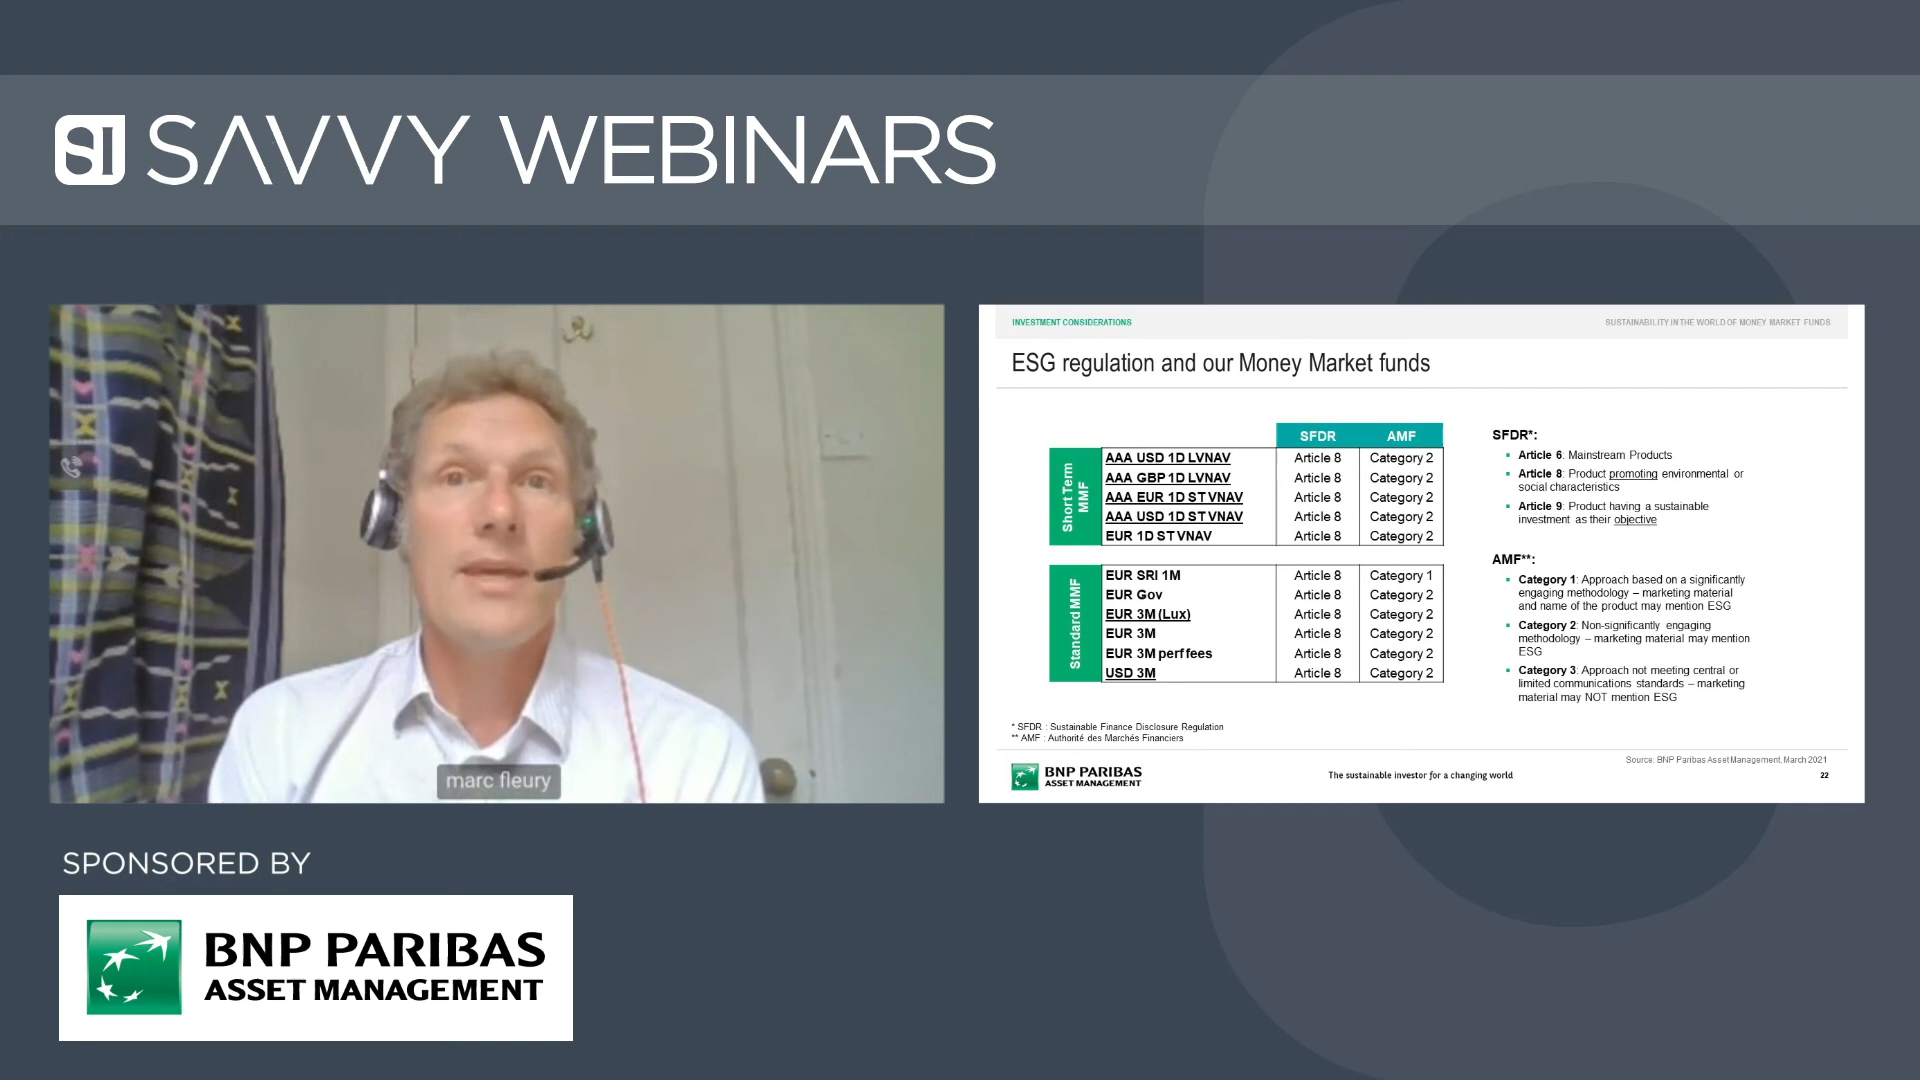 SI SAVVY WEBINARS
marc fleury
INVESTMENT CONSIDERATIONS
SUSTAINABILITY IN THE WORLD OF MONEY MARKET FUNDS
ESG regulation and our Money Market funds
SFDR AMF
Short Term
MMF
AAA USD 1D LVNAV Article 8 Category 2
AAA GBP 1D LVNAV Article 8 Category 2
AAA EUR 1D ST VNAV Article 8 Category 2
AAA USD 1D ST VNAV Article 8 Category 2
EUR 1D ST VNAV Article 8 Category 2
Standard MMF
EUR SRI 1M Article 8 Category 1
EUR Gov Article 8 Category 2
EUR 3M (Lux) Article 8 Category 2
EUR 3M Article 8 Category 2
EUR 3M perf fees Article 8 Category 2
USD 3M Article 8 Category 2
SFDR*:
▪ Article 6: Mainstream Products
▪ Article 8: Product promoting environmental or
social characteristics
▪ Article 9: Product having a sustainable
investment as their objective
AMF**:
▪ Category 1: Approach based on a significantly
engaging methodology – marketing material
and name of the product may mention ESG
▪ Category 2: Non-significantly engaging
methodology – marketing material may mention
ESG
▪ Category 3: Approach not meeting central or
limited communications standards – marketing
material may NOT mention ESG
* SFDR : Sustainable Finance Disclosure Regulation
** AMF : Authorité des Marchés Financiers
Source: BNP Paribas Asset Management, March 2021
BNP PARIBAS
ASSET MANAGEMENT
The sustainable investor for a changing world
22
SPONSORED BY
BNP PARIBAS
ASSET MANAGEMENT